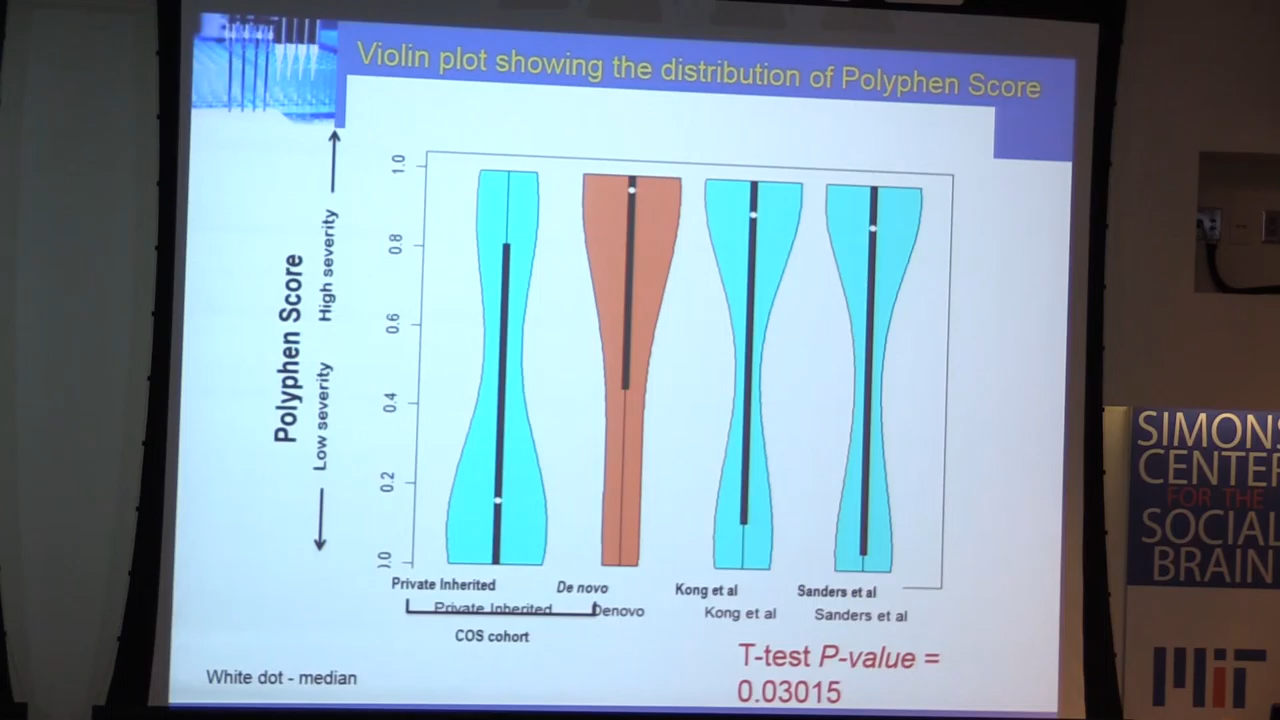 Violin plot showing the distribution of Polyphen Score
Polyphen Score
Low severity
High severity
1.0
0.8
0.6
0.4
0.2
Private Inherited
De novo
Kong et al
Sanders et al
Private Inherited
Denovo
Kong et al
Sanders et al
COS cohort
T-test P-value =
0.03015
White dot - median
SIMONS
CENTER
FOR THE
SOCIAL
BRAIN
MIT